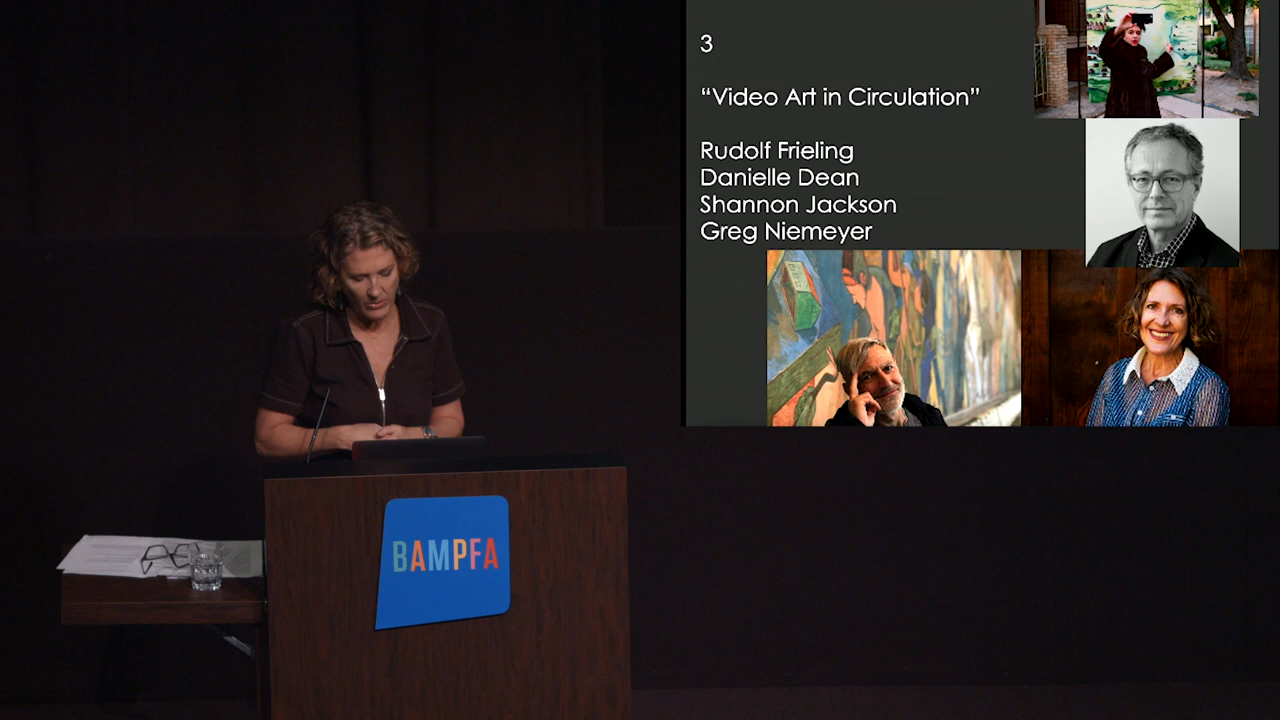 3
“Video Art in Circulation”
Rudolf Frieling
Danielle Dean
Shannon Jackson
Greg Niemeyer
BAMPFA